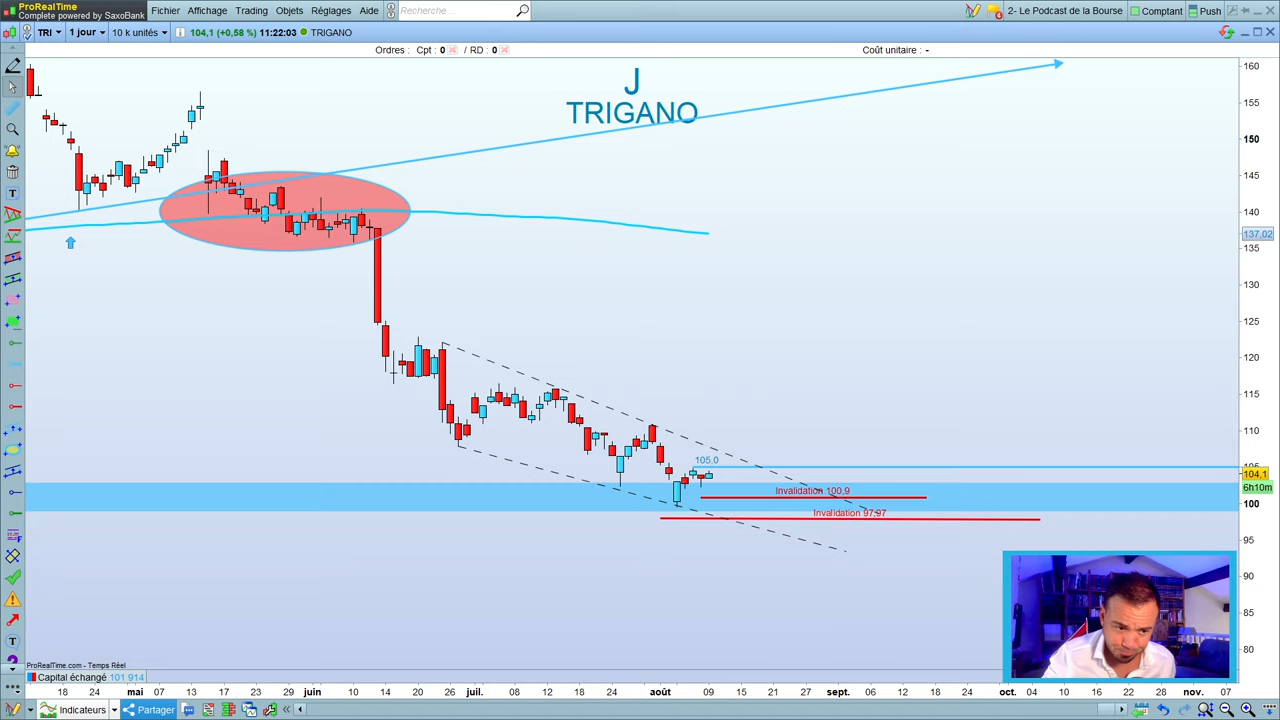 ProRealTime
Complete powered by SaxoBank
Fichier Affichage Trading Objets Réglages Aide Recherche 2- Le Podcast de la Bourse Comptant Push
TRI 1 jour 10 k unités 104,1 (+0,58 %) 11:22:03 TRIGANO
Ordres : Cpt : 0 / RD : 0 Coût unitaire : -
J
TRIGANO
160
155
150
145
140
137,02
135
130
125
120
115
110
105
104,1
6h10m
100
95
90
85
80
105,0
Invalidation 100,9
Invalidation 97,97
ProRealTime.com - Temps Réel
Capital échangé 101 914
18 24 mai 10 17 23 29 juin 10 14 20 26 juil. 06 12 18 22 28 août 09 15 21 25 sept. 06 12 18 24 oct. 04 10 16 22 28 nov. 07
Indicateurs Partager